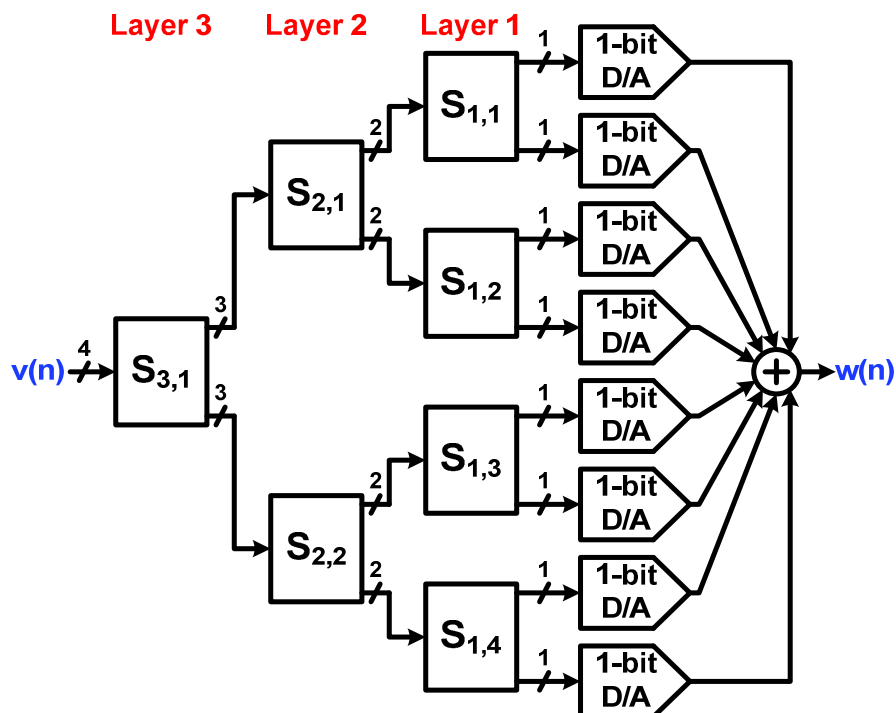 Layer 3 Layer 2 Layer 1
1
1-bit
D/A
S1,1
2
1
1-bit
D/A
S2,1
3
2
1
1-bit
D/A
S1,2
1
1-bit
D/A
v(n)
4
S3,1
+
w(n)
3
1
1-bit
D/A
S1,3
2
1
1-bit
D/A
S2,2
2
1
1-bit
D/A
S1,4
1
1-bit
D/A